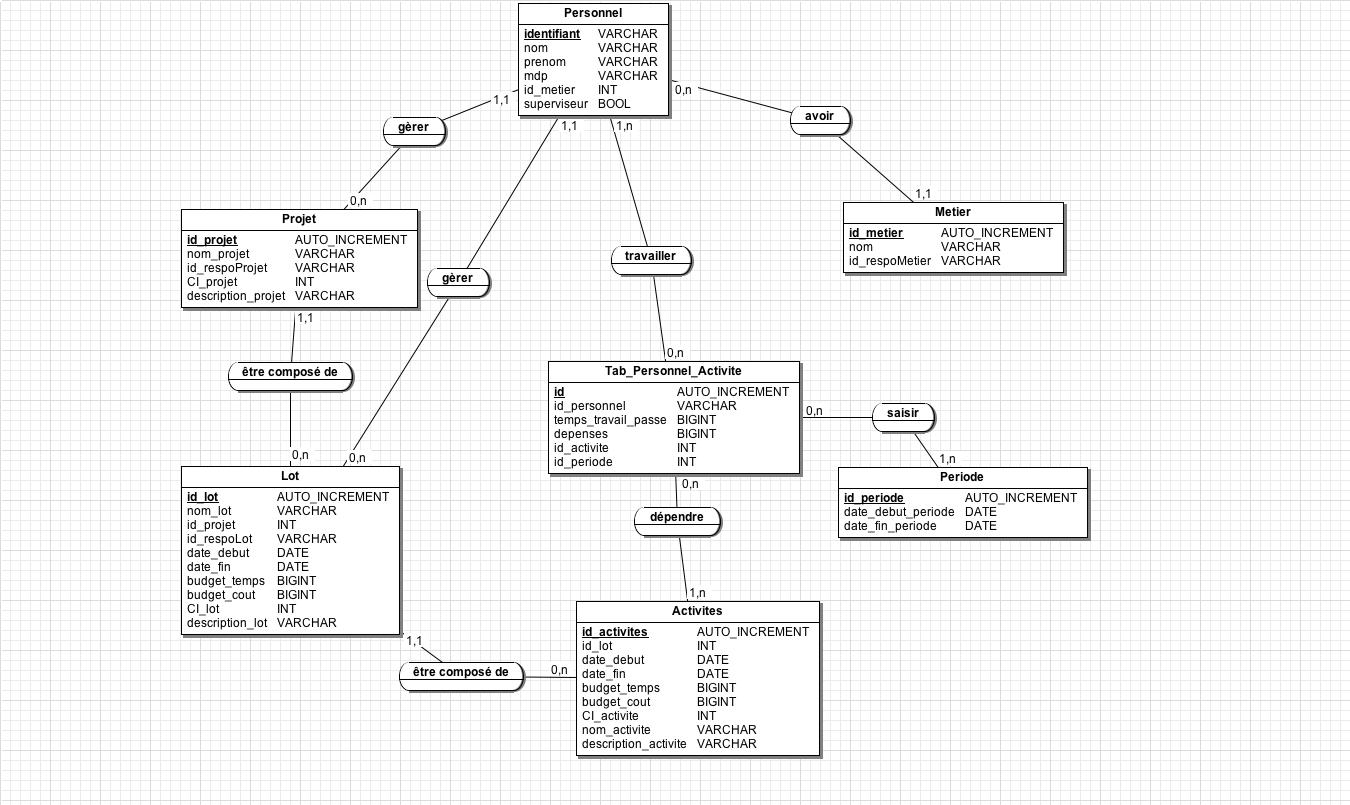 Personnel
identifiant VARCHAR
nom VARCHAR
prenom VARCHAR
mdp VARCHAR
id_metier INT
superviseur BOOL
1,1
0,n
1,1
1,n
gèrer
avoir
0,n
1,1
Projet
id_projet AUTO_INCREMENT
nom_projet VARCHAR
id_respoProjet VARCHAR
CI_projet INT
description_projet VARCHAR
Metier
id_metier AUTO_INCREMENT
nom VARCHAR
id_respoMetier VARCHAR
gèrer
travailler
1,1
0,n
être composé de
0,n
0,n
Tab_Personnel_Activite
id AUTO_INCREMENT
id_personnel VARCHAR
temps_travail_passe BIGINT
depenses BIGINT
id_activite INT
id_periode INT
0,n
saisir
1,n
0,n
Lot
id_lot AUTO_INCREMENT
nom_lot VARCHAR
id_projet INT
id_respoLot VARCHAR
date_debut DATE
date_fin DATE
budget_temps BIGINT
budget_cout BIGINT
CI_lot INT
description_lot VARCHAR
Periode
id_periode AUTO_INCREMENT
date_debut_periode DATE
date_fin_periode DATE
dépendre
1,n
1,1
être composé de
0,n
Activites
id_activites AUTO_INCREMENT
id_lot INT
date_debut DATE
date_fin DATE
budget_temps BIGINT
budget_cout BIGINT
CI_activite INT
nom_activite VARCHAR
description_activite VARCHAR